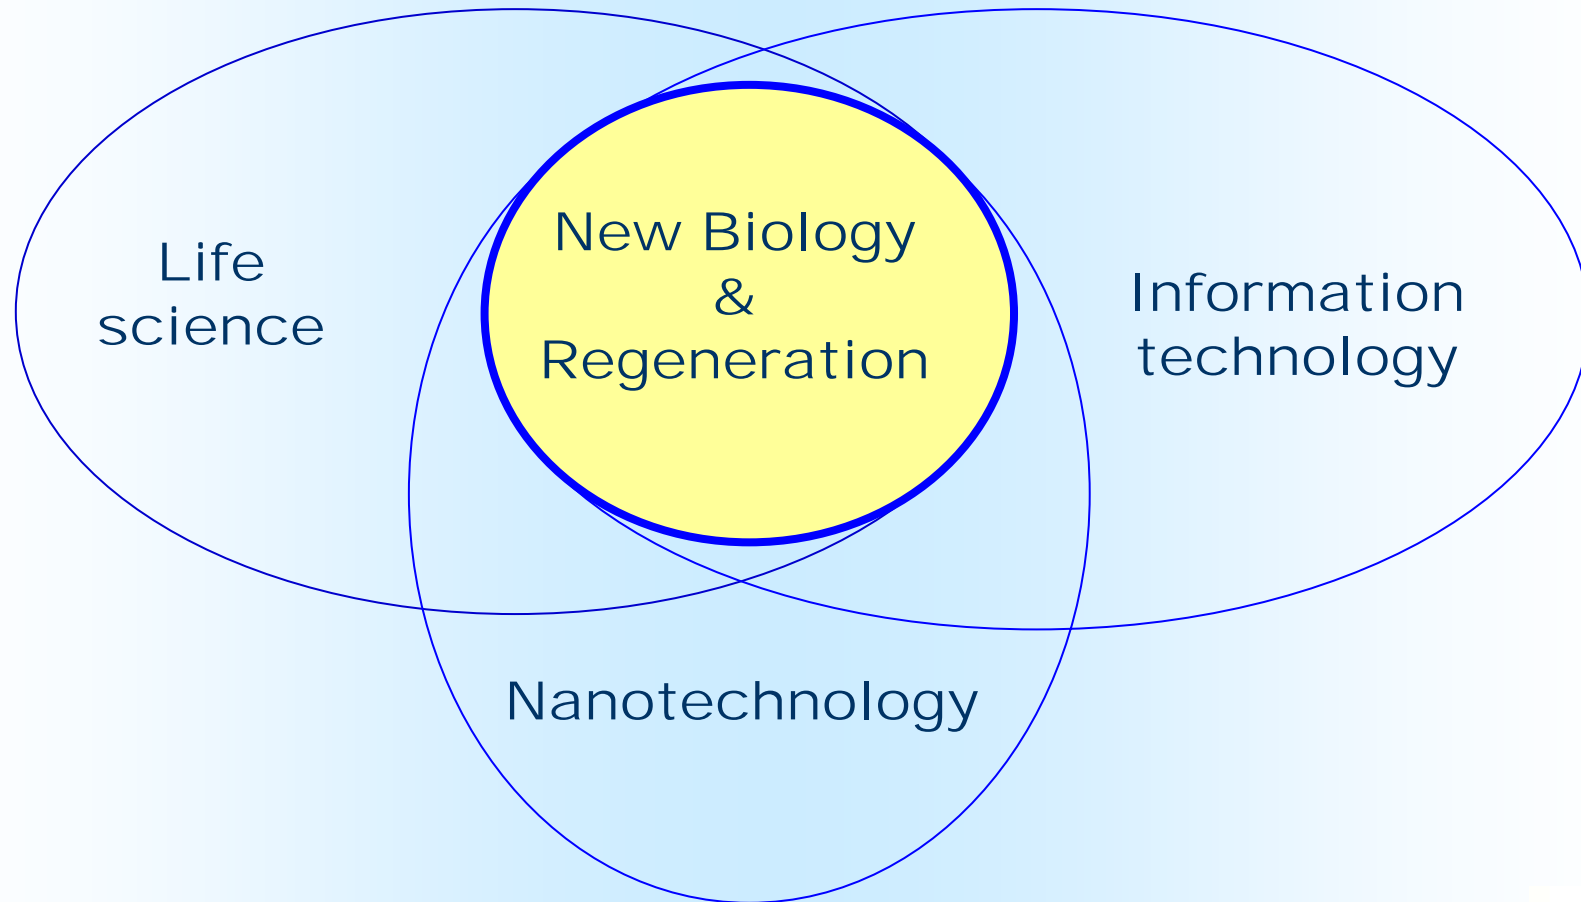 Life
science
New Biology
&
Regeneration
Information
technology
Nanotechnology